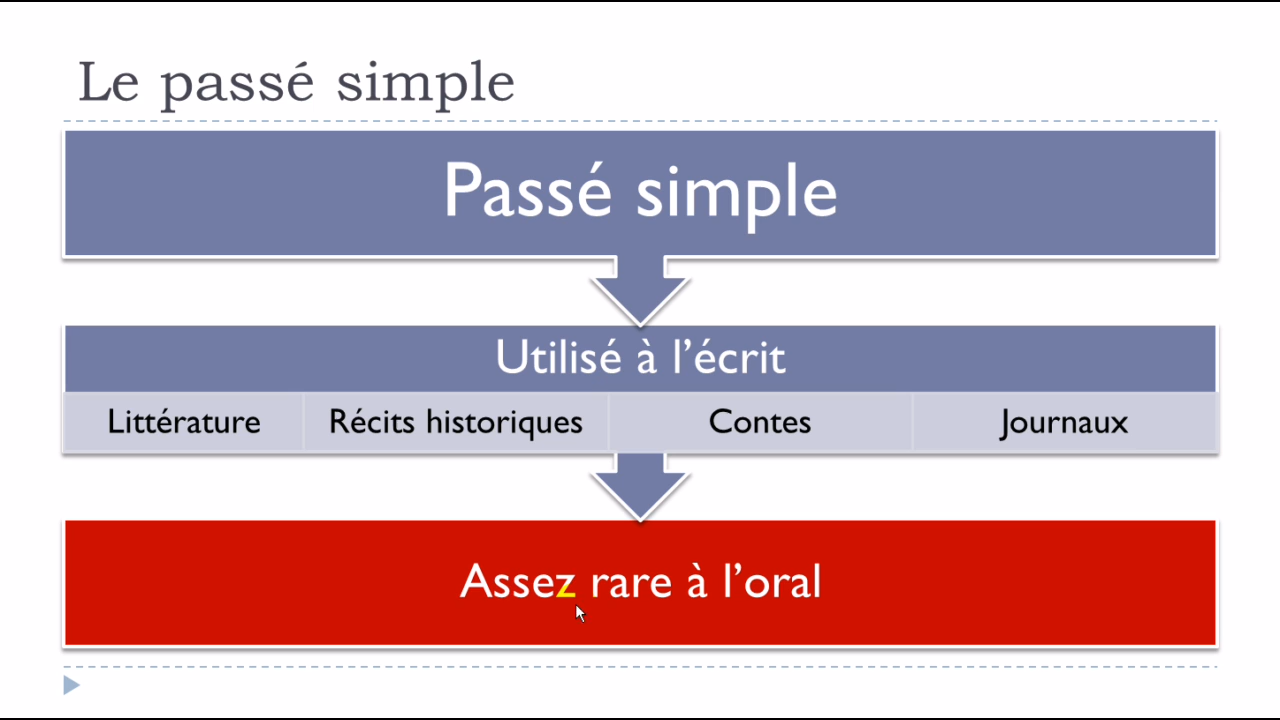 Le passé simple
Passé simple
Utilisé à l’écrit
Littérature
Récits historiques
Contes
Journaux
Assez rare à l’oral